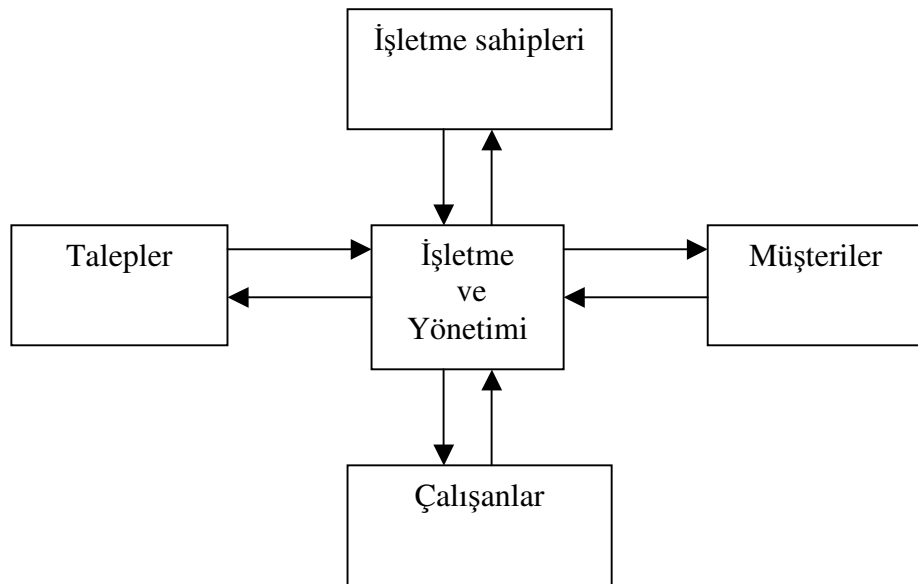 İşletme sahipleri
Talepler
İşletme
ve
Yönetimi
Müşteriler
Çalışanlar